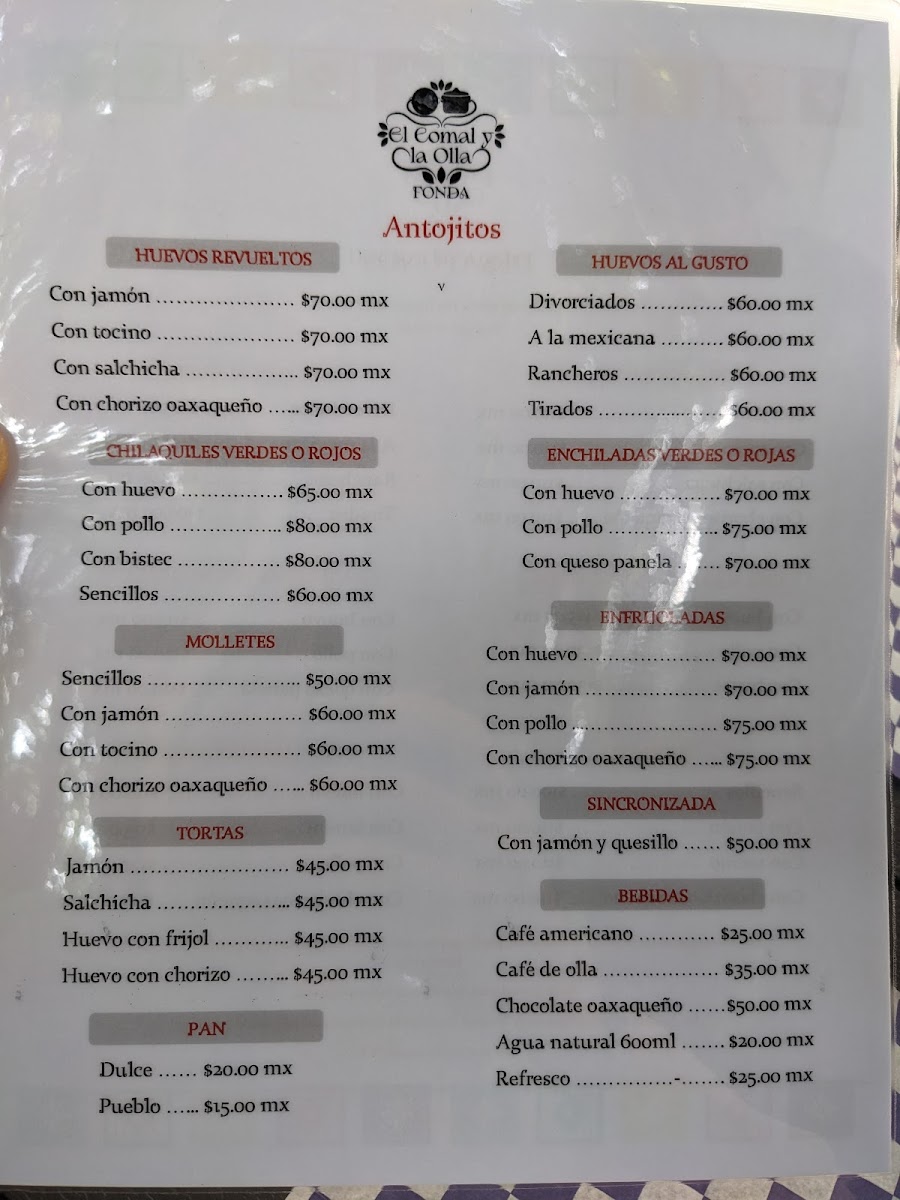 El Comal y
la Olla
FONDA
Antojitos
v
HUEVOS REVUELTOS
Con jamón ........................ $70.00 mx
Con tocino ........................ $70.00 mx
Con salchicha .................... $70.00 mx
Con chorizo oaxaqueño ...... $70.00 mx
CHILAQUILES VERDES O ROJOS
Con huevo ................ $65.00 mx
Con pollo .................. $80.00 mx
Con bistec ................ $80.00 mx
Sencillos .................. $60.00 mx
MOLLETES
Sencillos ........................ $50.00 mx
Con jamón ...................... $60.00 mx
Con tocino ...................... $60.00 mx
Con chorizo oaxaqueño ...... $60.00 mx
TORTAS
Jamón ......................... $45.00 mx
Salchicha ..................... $45.00 mx
Huevo con frijol ............ $45.00 mx
Huevo con chorizo ......... $45.00 mx
PAN
Dulce ...... $20.00 mx
Pueblo ...... $15.00 mx
HUEVOS AL GUSTO
Divorciados ............. $60.00 mx
A la mexicana .......... $60.00 mx
Rancheros ................ $60.00 mx
Tirados .................... $60.00 mx
ENCHILADAS VERDES O ROJAS
Con huevo ................ $70.00 mx
Con pollo .................. $75.00 mx
Con queso panela ....... $70.00 mx
ENFRIJOLADAS
Con huevo ..................... $70.00 mx
Con jamón ..................... $70.00 mx
Con pollo ....................... $75.00 mx
Con chorizo oaxaqueño ...... $75.00 mx
SINCRONIZADA
Con jamón y quesillo ...... $50.00 mx
BEBIDAS
Café americano ............ $25.00 mx
Café de olla .................. $35.00 mx
Chocolate oaxaqueño ...... $50.00 mx
Agua natural 600ml ....... $20.00 mx
Refresco ...............-....... $25.00 mx